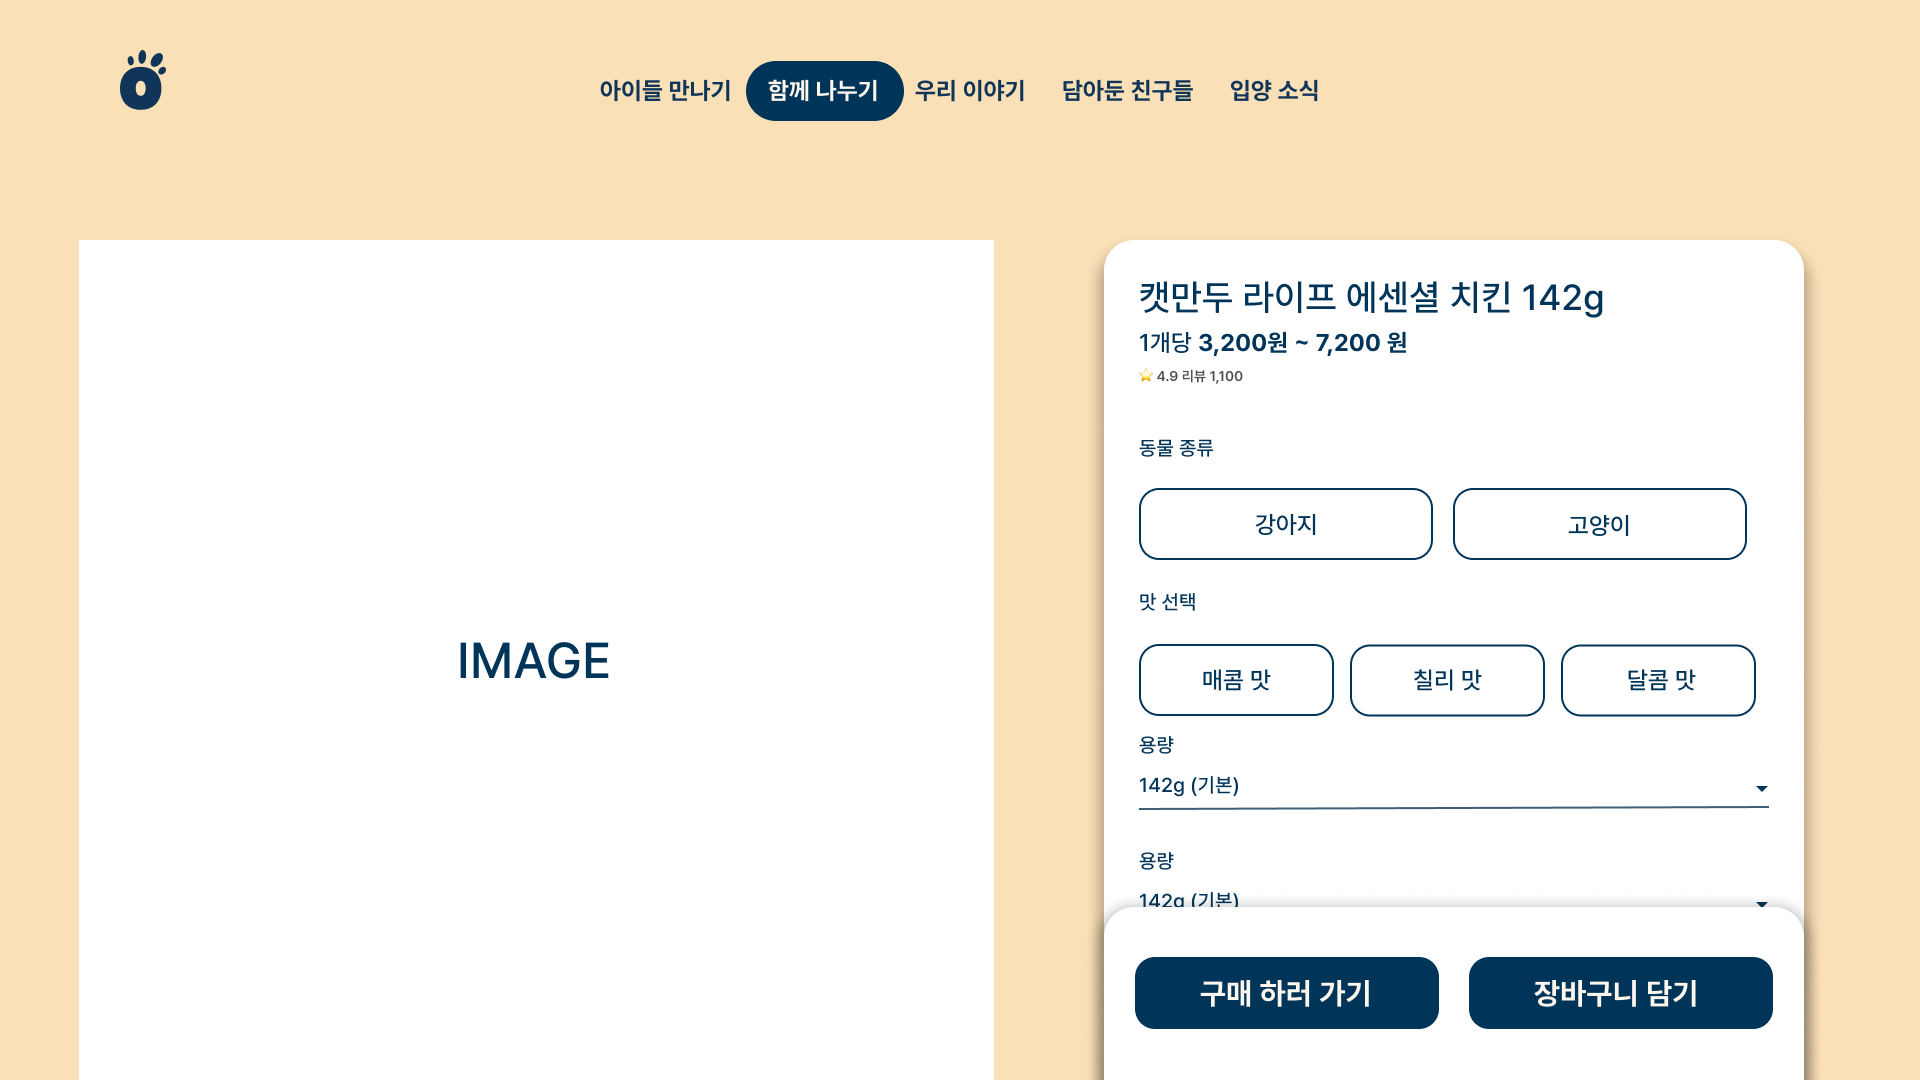 아이들 만나기 함께 나누기 우리 이야기 담아둔 친구들 입양 소식
IMAGE
캣만두 라이프 에센셜 치킨 142g
1개당 3,200원 ~ 7,200 원
4.9 리뷰 1,100
동물 종류
강아지 고양이
맛 선택
매콤 맛 칠리 맛 달콤 맛
용량
142g (기본)
용량
142g (기본)
구매 하러 가기 장바구니 담기